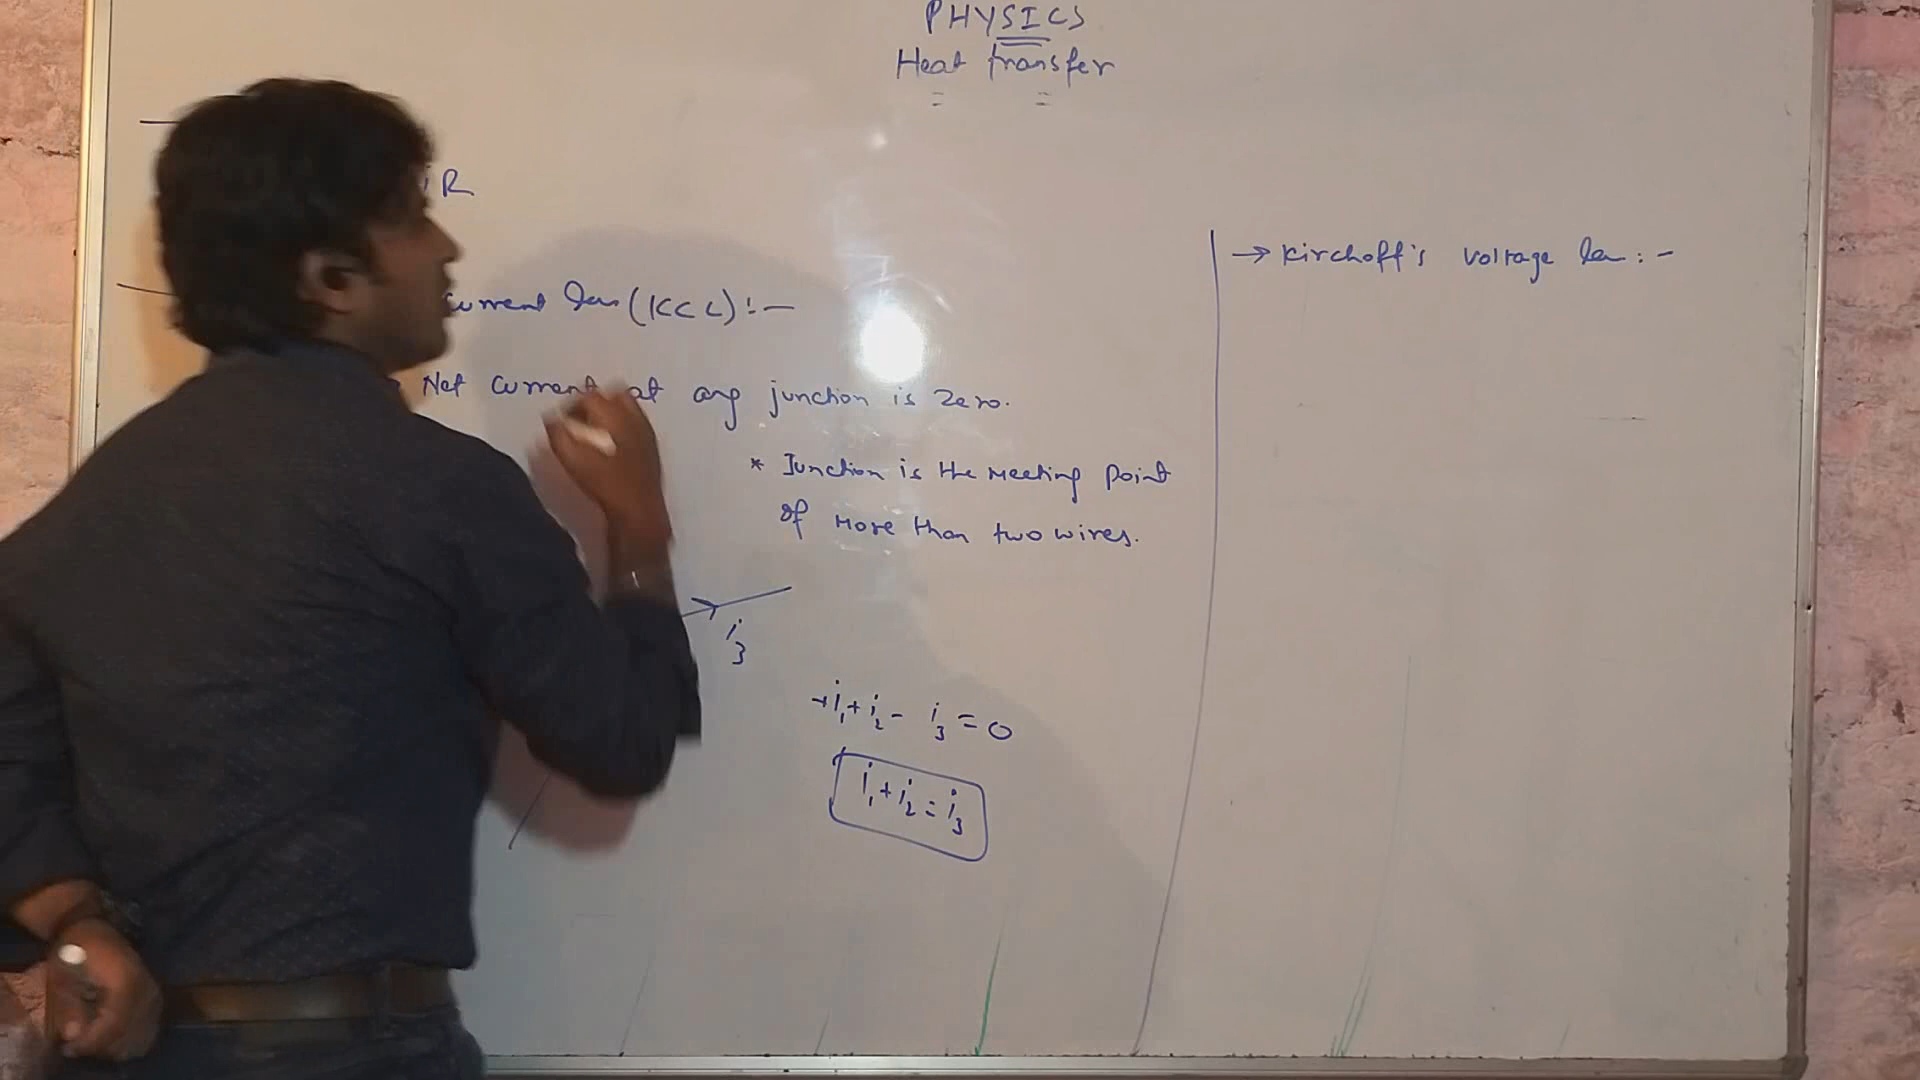 PHYSICS
Heat transfer
iR
current law (KCL):-
Net current at any junction is zero.
* Junction is the meeting point
of more than two wires.
i3
+i1+i2- i3=0
i1+i2=i3
→ Kirchoff's voltage law:-